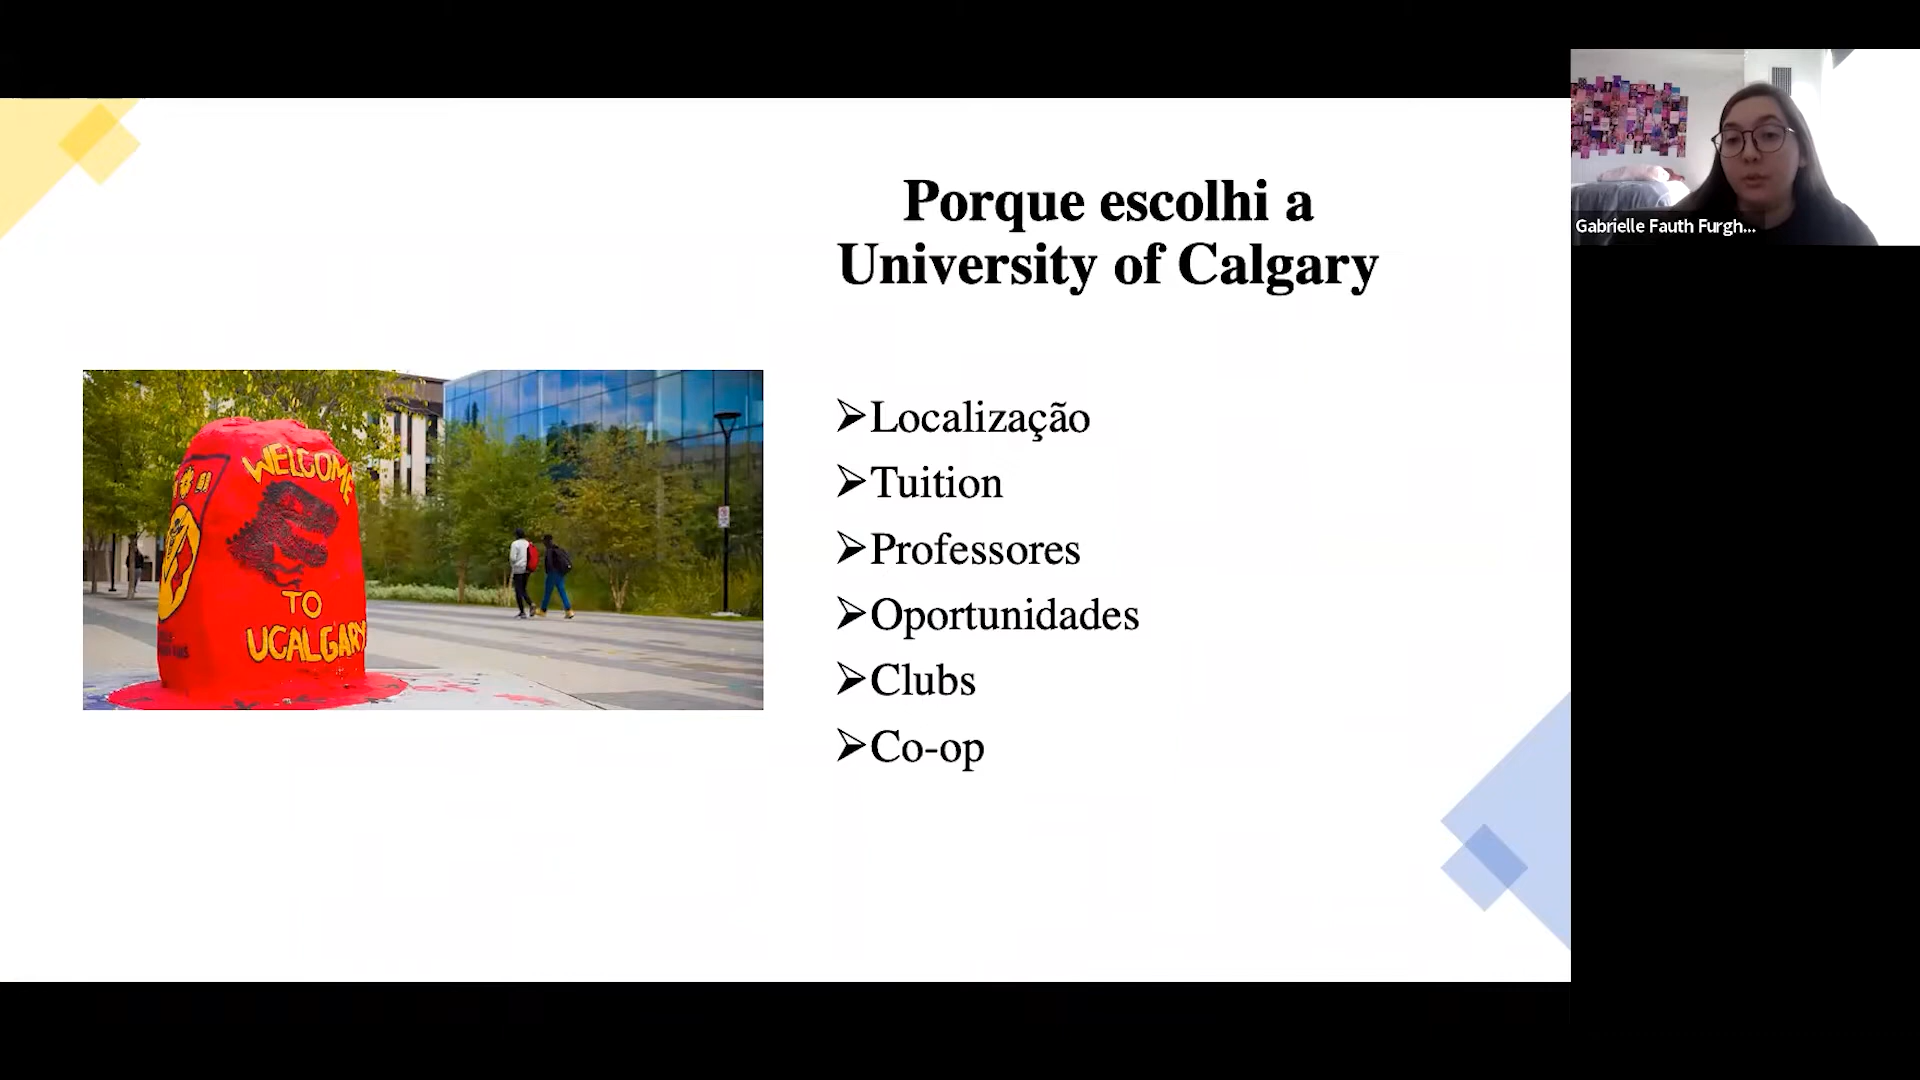 Porque escolhi a
University of Calgary
Localização
Tuition
Professores
Oportunidades
Clubs
Co-op
WELCOME
TO
UCALGARY
Gabrielle Fauth Furgh...